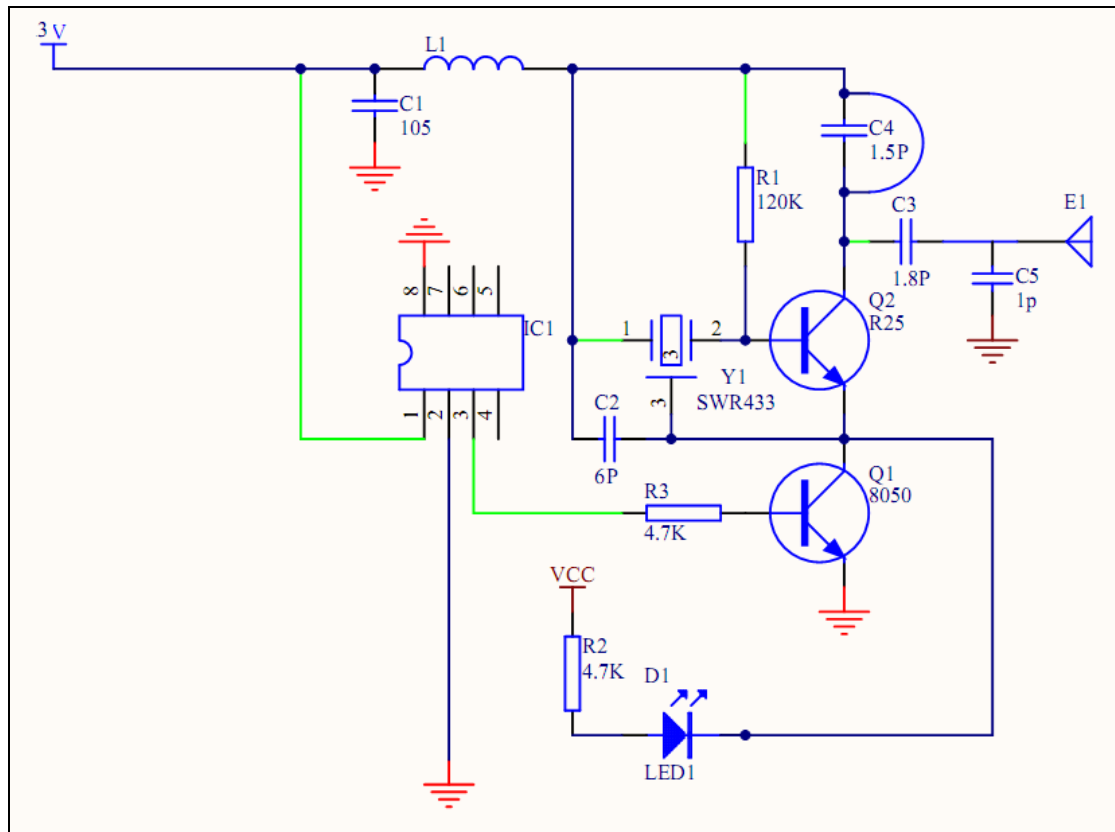 3V
L1
C1
105
C4
1.5P
R1
120K
C3
1.8P
E1
C5
1p
8 7 6 5
IC1
1 2 3 4
Q2
R25
1 2
3
Y1
SWR433
3
C2
6P
R3
4.7K
Q1
8050
VCC
R2
4.7K
D1
LED1